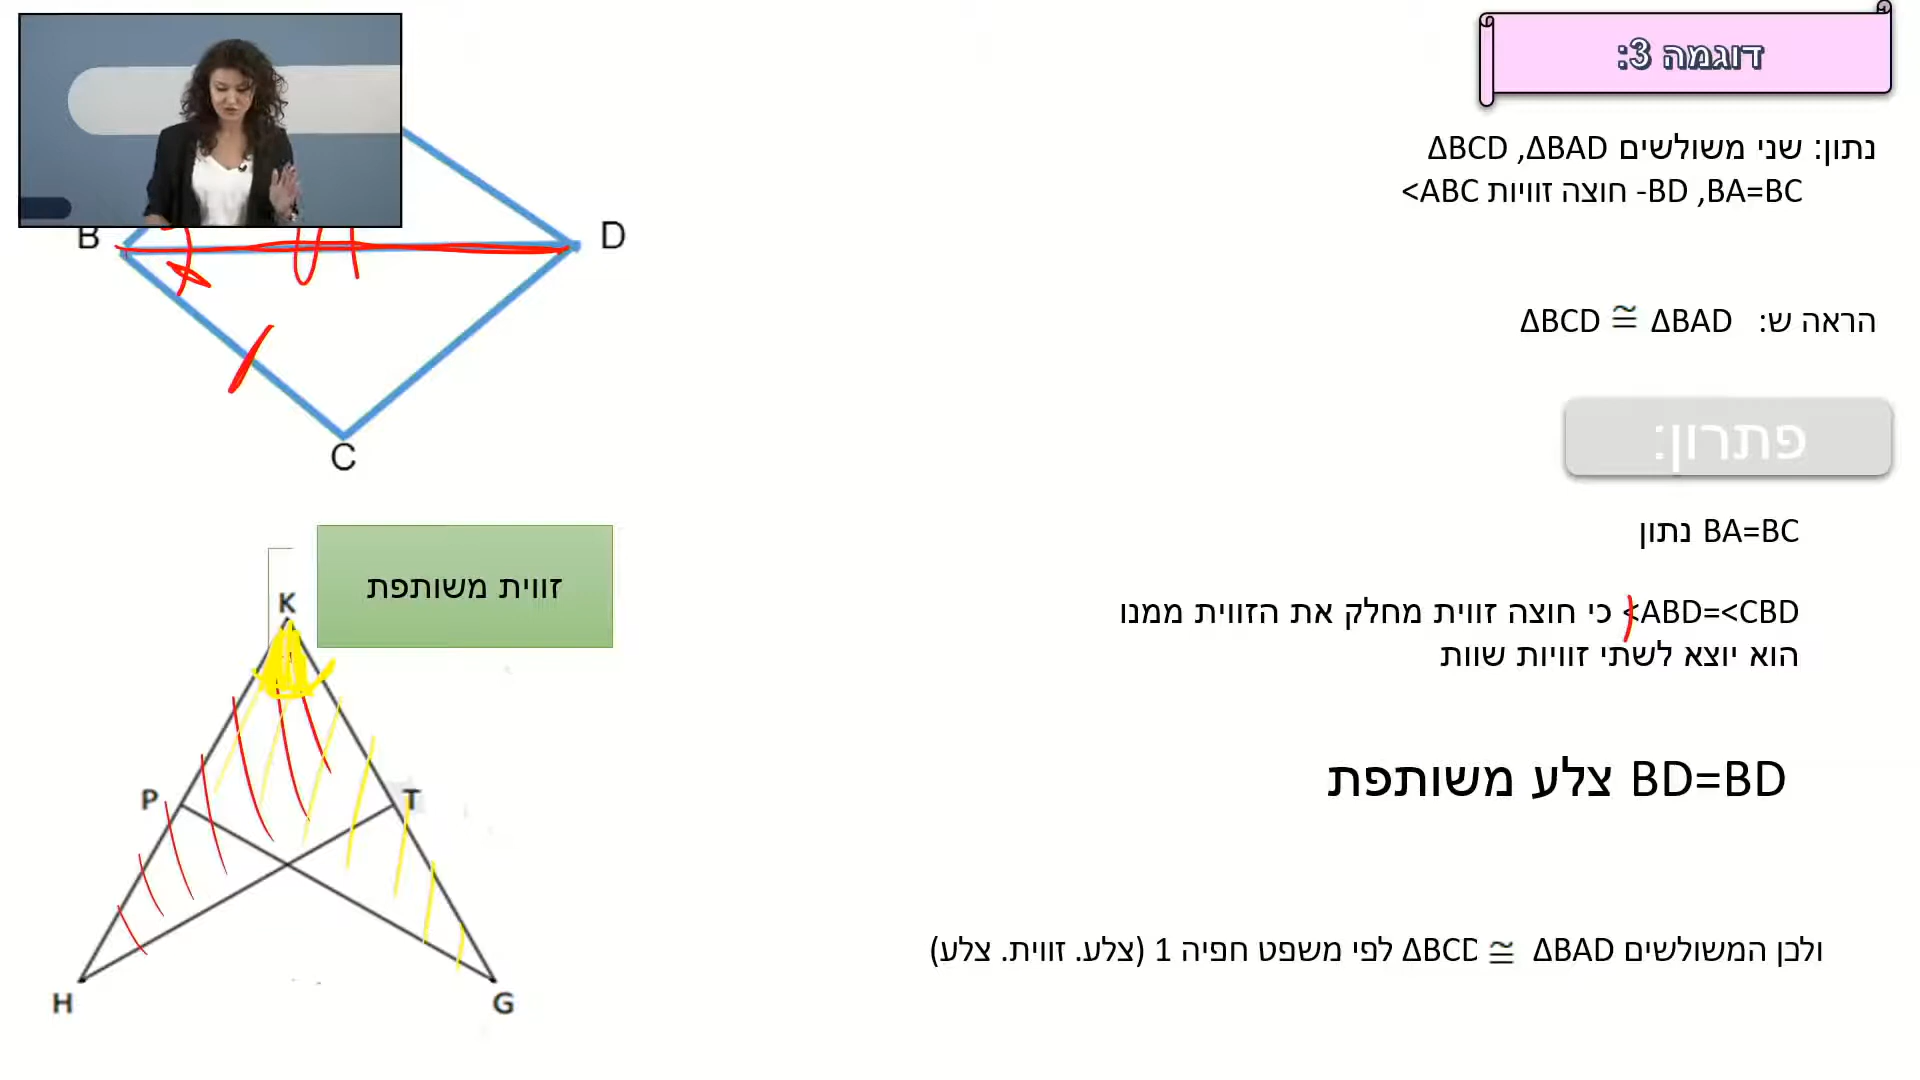 דוגמה 3:
נתון: שני משולשים ΔBCD ,ΔBAD
BD ,BA=BC- חוצה זוויות ABC>
הראה ש: ΔBCD ≅ ΔBAD
פתרון:
BA=BC נתון
<ABD=<CBD כי חוצה זווית מחלק את הזווית ממנו
הוא יוצא לשתי זוויות שוות
BD=BD צלע משותפת
ולכן המשולשים ΔBCD ≅ ΔBAD לפי משפט חפיה 1 (צלע. זווית. צלע)
B
D
C
זווית משותפת
K
P
T
H
G